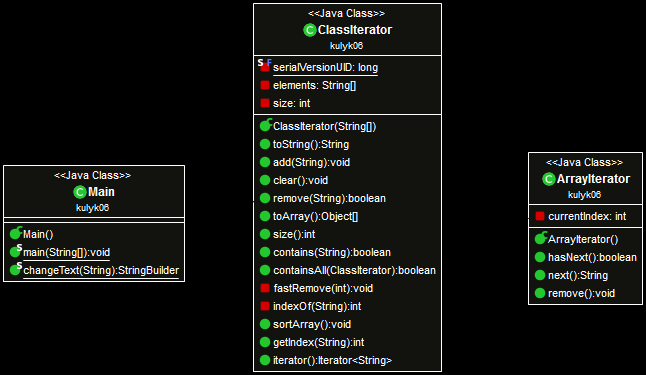 <<Java Class>>
Main
kulyk06
Main()
main(String[]):void
changeText(String):StringBuilder
<<Java Class>>
ClassIterator
kulyk06
serialVersionUID: long
elements: String[]
size: int
ClassIterator(String[])
toString():String
add(String):void
clear():void
remove(String):boolean
toArray():Object[]
size():int
contains(String):boolean
containsAll(ClassIterator):boolean
fastRemove(int):void
indexOf(String):int
sortArray():void
getIndex(String):int
iterator():Iterator<String>
<<Java Class>>
ArrayIterator
kulyk06
currentIndex: int
ArrayIterator()
hasNext():boolean
next():String
remove():void